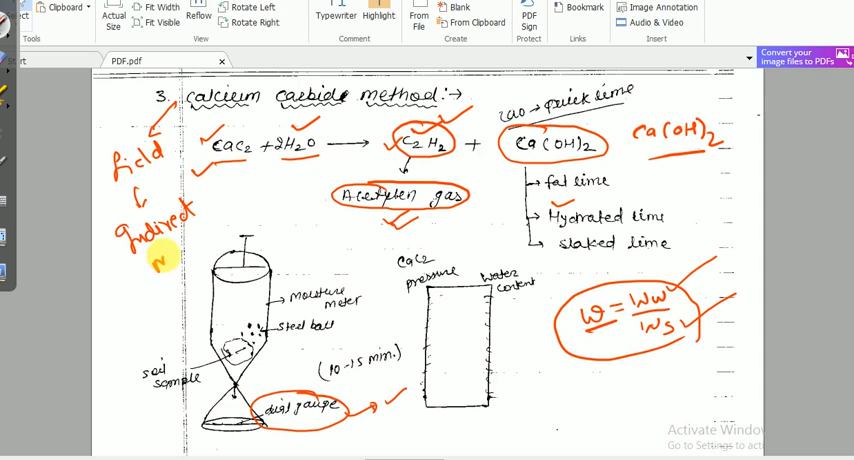 Clipboard
Actual Size
Fit Width
Fit Visible
Reflow
Rotate Left
Rotate Right
Typewriter
Highlight
From File
Blank
From Clipboard
PDF Sign
Bookmark
Image Annotation
Audio & Video
Tools
View
Comment
Create
Protect
Links
Insert
PDF.pdf
Convert your image files to PDFs
3. Calcium carbide method:→
CaO → Quick lime
CaC2 + 2H2O → C2H2 + Ca(OH)2
Ca(OH)2
field
Indirect
Acetylen gas
fat lime
Hydrated lime
slaked lime
CaC2
pressure
water content
moisture meter
steel ball
soil sample
(10-15 min.)
dial gauge
w = Ww/Ws
Activate Window
Go to Settings to acti